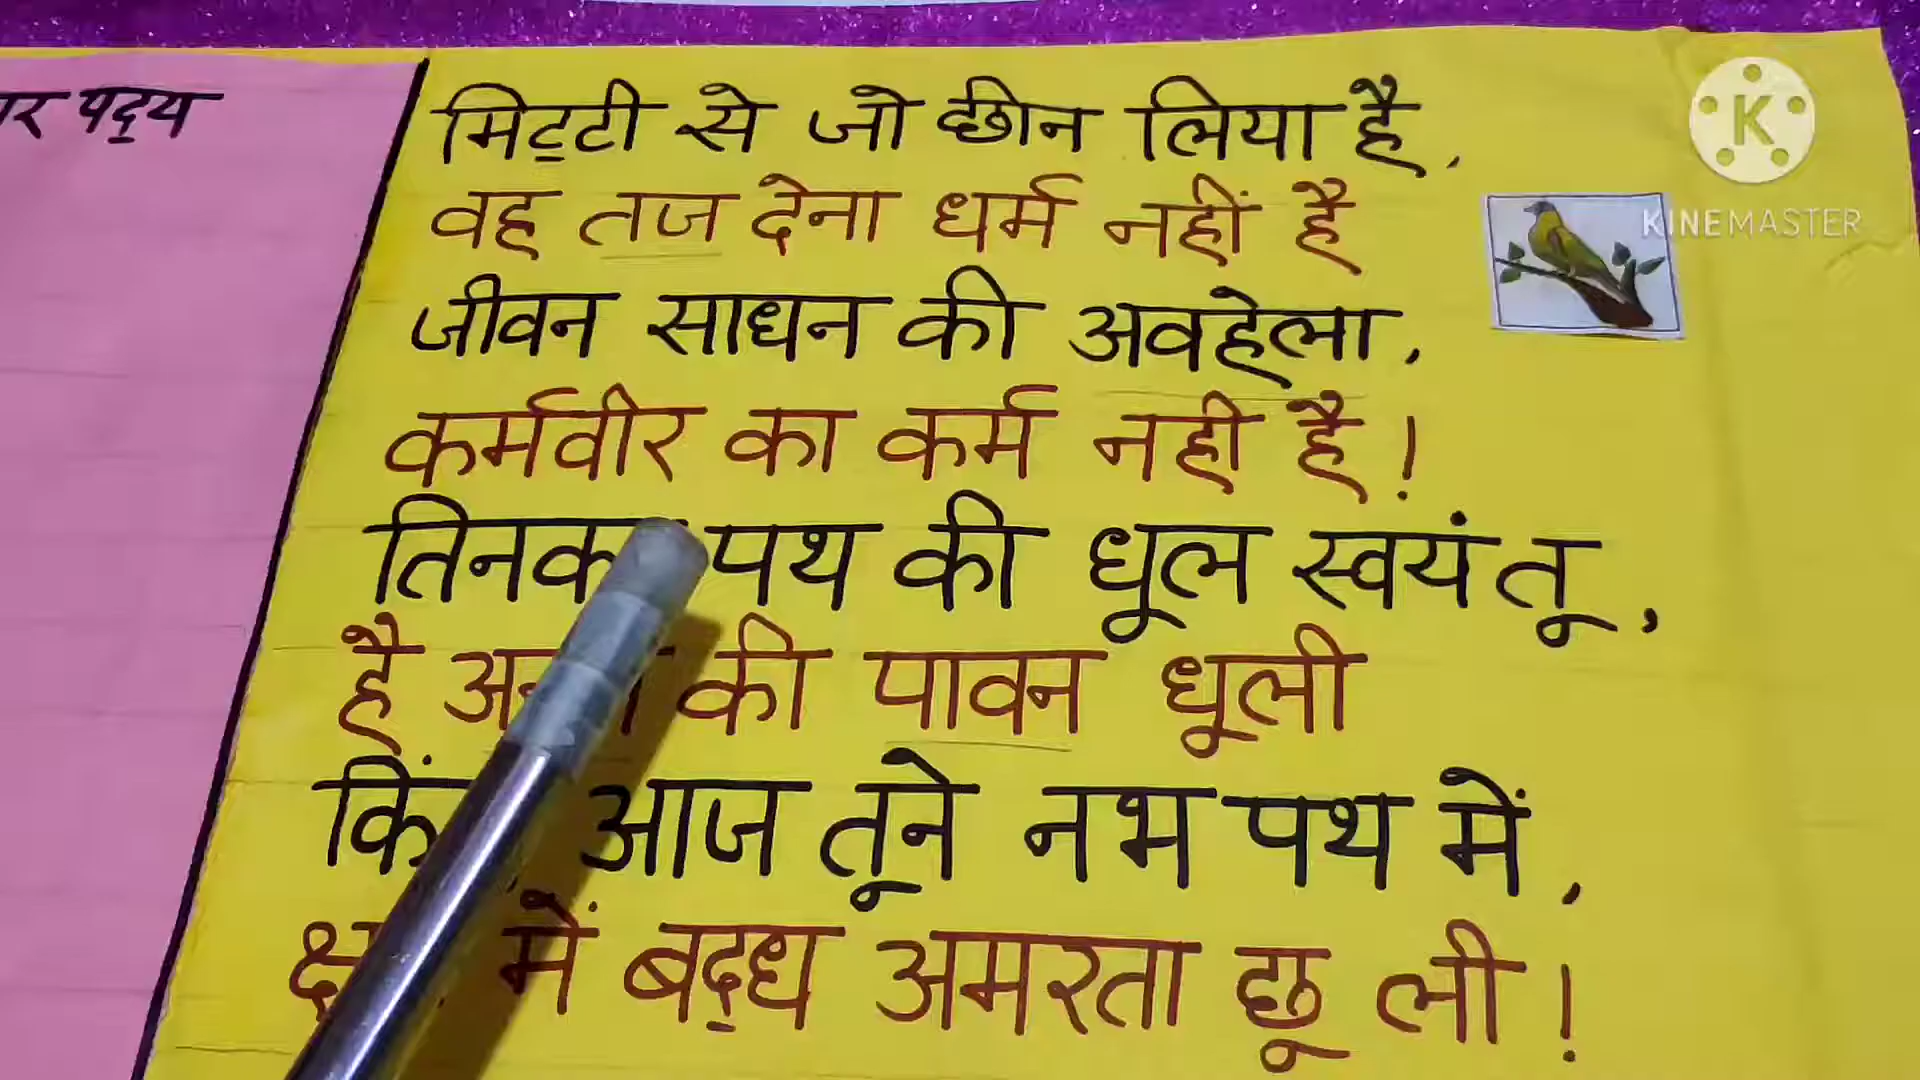 पद्य
मिट्टी से जो छीन लिया है,
वह तज देना धर्म नहीं है
जीवन साधन की अवहेला,
कर्मवीर का कर्म नही है!
पथ की धूल स्वयं तू,
है की पावन धूली
आज तूने नभ पथ में,
में बद्ध अमरता छू ली!
K
KINEMASTER